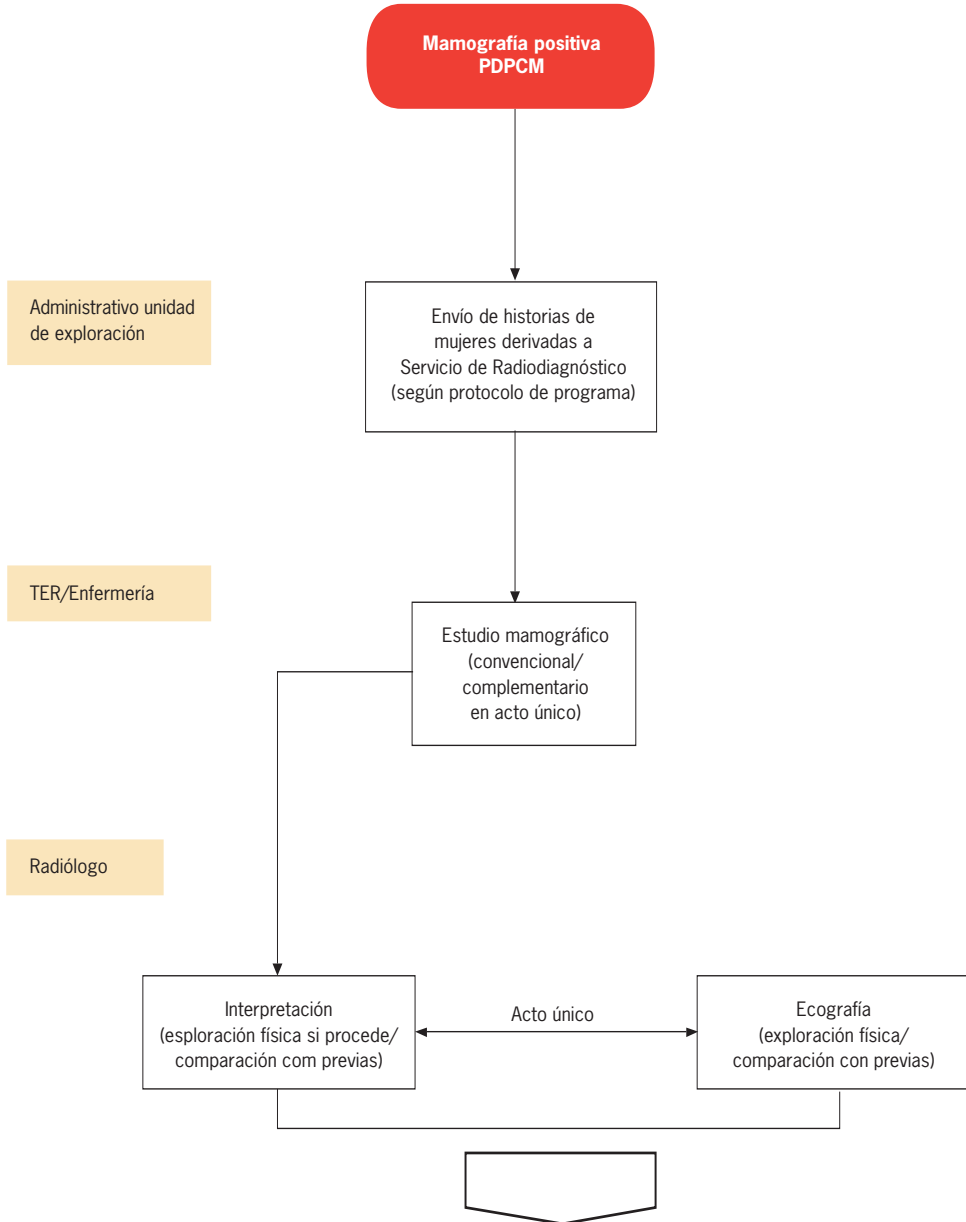 Mamografía positiva
PDPCM
Administrativo unidad
de exploración
Envío de historias de
mujeres derivadas a
Servicio de Radiodiagnóstico
(según protocolo de programa)
TER/Enfermería
Estudio mamográfico
(convencional/
complementario
en acto único)
Radiólogo
Interpretación
(esploración física si procede/
comparación com previas)
Acto único
Ecografía
(exploración física/
comparación con previas)